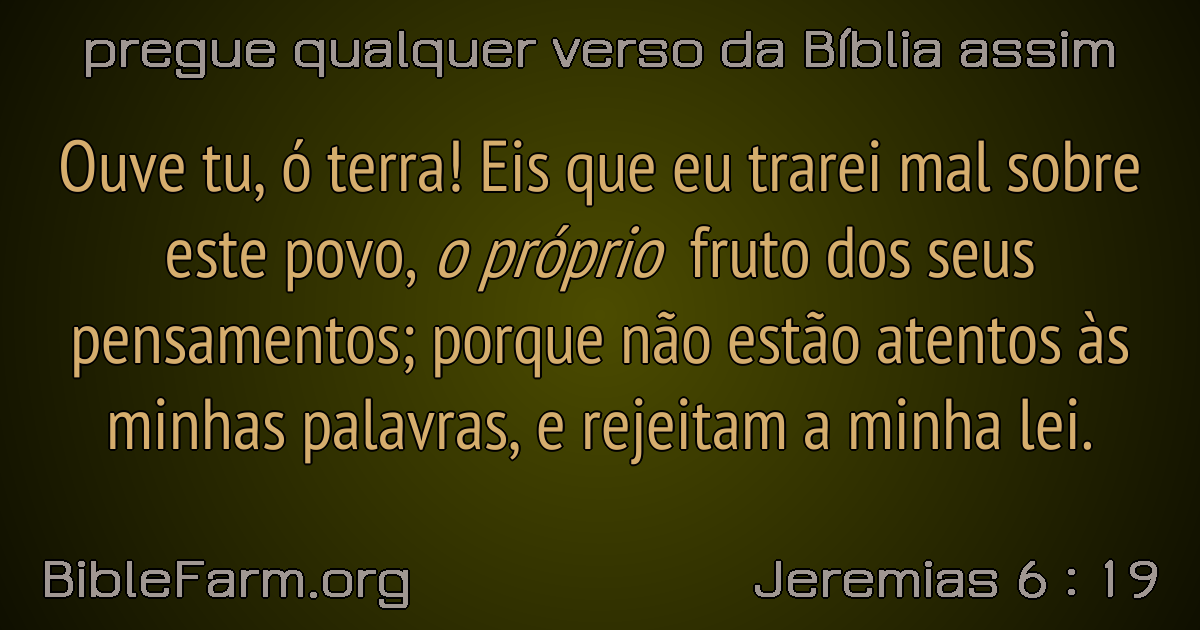 pregue qualquer verso da Bíblia assim
Ouve tu, ó terra! Eis que eu trarei mal sobre
este povo, o próprio fruto dos seus
pensamentos; porque não estão atentos às
minhas palavras, e rejeitam a minha lei.
BibleFarm.org
Jeremias 6 : 19